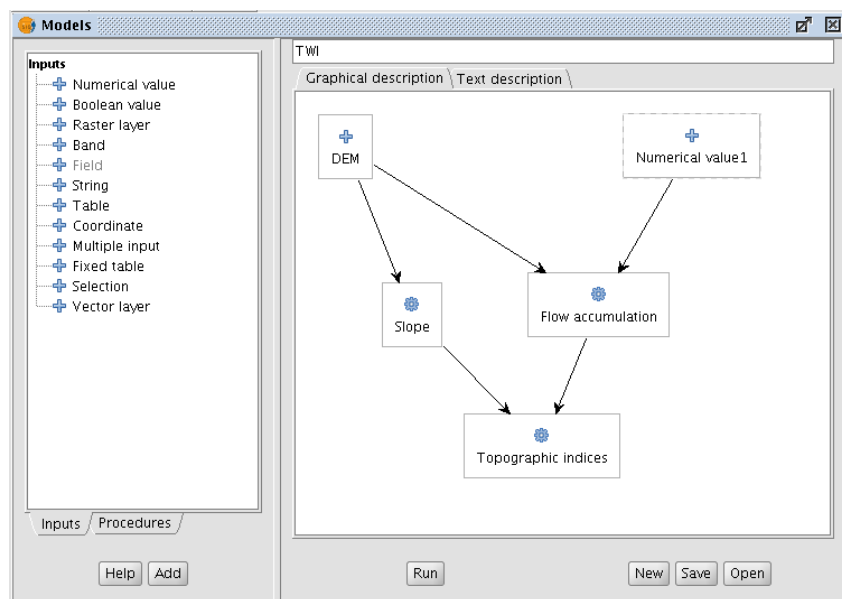 Models
Inputs
Numerical value
Boolean value
Raster layer
Band
Field
String
Table
Coordinate
Multiple input
Fixed table
Selection
Vector layer
Inputs
Procedures
Help
Add
TWI
Graphical description
Text description
DEM
Numerical value1
Slope
Flow accumulation
Topographic indices
Run
New
Save
Open